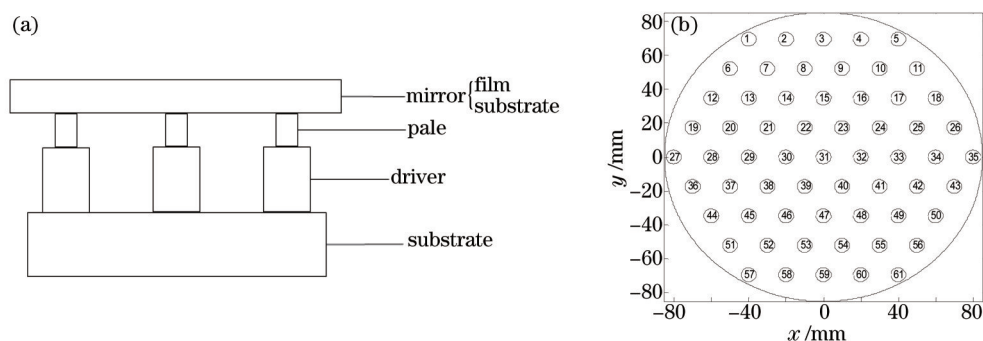 (a)
mirror{film
substrate
pale
driver
substrate
(b)
80
60
40
20
0
−20
−40
−60
−80
y /mm
1 2 3 4 5
6 7 8 9 10 11
12 13 14 15 16 17 18
19 20 21 22 23 24 25 26
27 28 29 30 31 32 33 34 35
36 37 38 39 40 41 42 43
44 45 46 47 48 49 50
51 52 53 54 55 56
57 58 59 60 61
−80 −40 0 40 80
x /mm